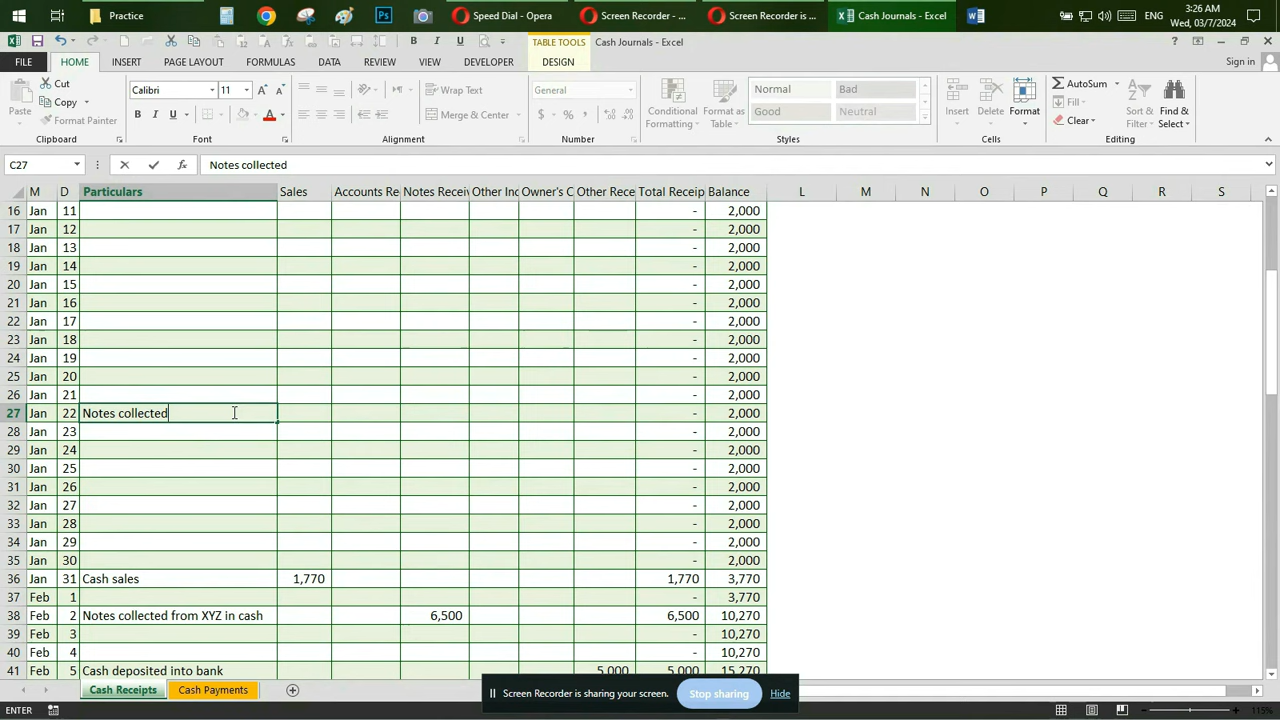 Practice
Speed Dial - Opera
Screen Recorder - ...
Screen Recorder is ...
Cash Journals - Excel
ENG
3:26 AM
Wed, 03/7/2024
TABLE TOOLS
Cash Journals - Excel
FILE HOME INSERT PAGE LAYOUT FORMULAS DATA REVIEW VIEW DEVELOPER DESIGN Sign in
Paste
Cut
Copy
Format Painter
Clipboard
Calibri 11
B I U
Font
Wrap Text
Merge & Center
Alignment
General
Number
Conditional Formatting
Format as Table
Normal Bad
Good Neutral
Styles
Insert Delete Format
Cells
AutoSum
Fill
Clear
Sort & Filter
Find & Select
Editing
C27 fx Notes collected
M D Particulars Sales Accounts Re Notes Receiv Other Inc Owner's C Other Rece Total Receip Balance L M N O P Q R S
16 Jan 11 - 2,000
17 Jan 12 - 2,000
18 Jan 13 - 2,000
19 Jan 14 - 2,000
20 Jan 15 - 2,000
21 Jan 16 - 2,000
22 Jan 17 - 2,000
23 Jan 18 - 2,000
24 Jan 19 - 2,000
25 Jan 20 - 2,000
26 Jan 21 - 2,000
27 Jan 22 Notes collected - 2,000
28 Jan 23 - 2,000
29 Jan 24 - 2,000
30 Jan 25 - 2,000
31 Jan 26 - 2,000
32 Jan 27 - 2,000
33 Jan 28 - 2,000
34 Jan 29 - 2,000
35 Jan 30 - 2,000
36 Jan 31 Cash sales 1,770 1,770 3,770
37 Feb 1 - 3,770
38 Feb 2 Notes collected from XYZ in cash 6,500 6,500 10,270
39 Feb 3 - 10,270
40 Feb 4 - 10,270
41 Feb 5 Cash deposited into bank 5,000 5,000 15,270
Cash Receipts Cash Payments
Screen Recorder is sharing your screen. Stop sharing Hide
ENTER 115%